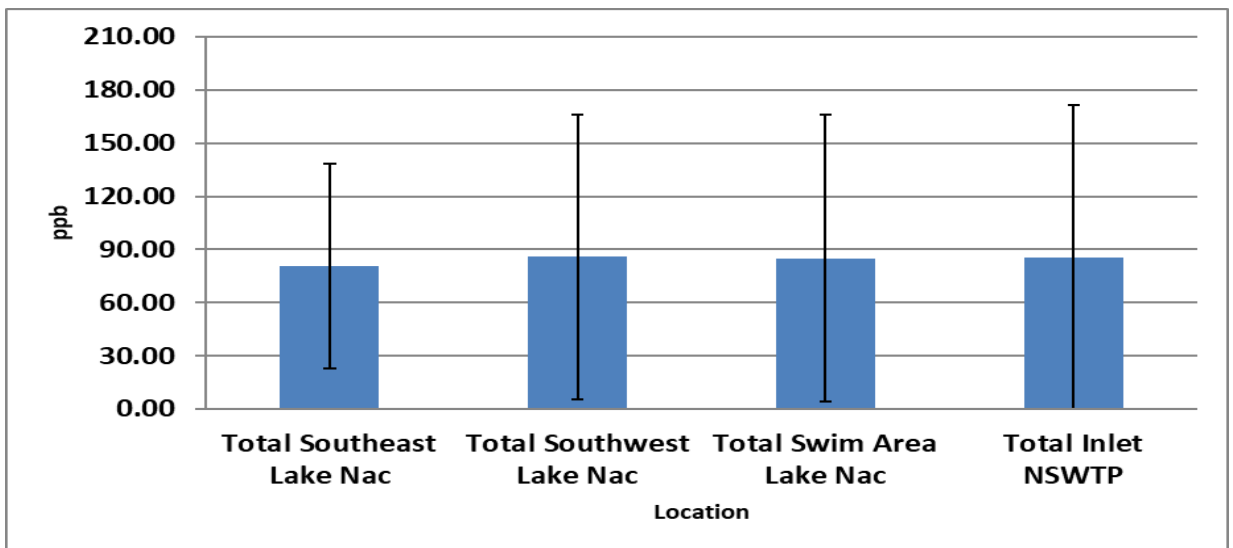 210.00
180.00
150.00
120.00
90.00
60.00
30.00
0.00
ppb
Total Southeast
Lake Nac
Total Southwest
Lake Nac
Total Swim Area
Lake Nac
Total Inlet
NSWTP
Location